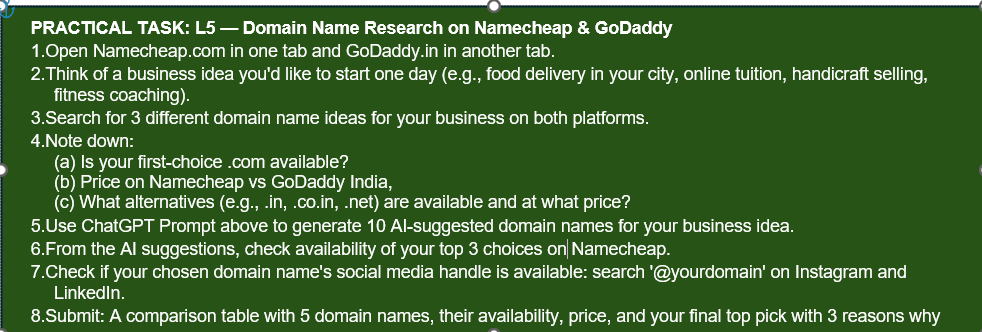 PRACTICAL TASK: L5 — Domain Name Research on Namecheap & GoDaddy
1.Open Namecheap.com in one tab and GoDaddy.in in another tab.
2.Think of a business idea you'd like to start one day (e.g., food delivery in your city, online tuition, handicraft selling,
fitness coaching).
3.Search for 3 different domain name ideas for your business on both platforms.
4.Note down:
(a) Is your first-choice .com available?
(b) Price on Namecheap vs GoDaddy India,
(c) What alternatives (e.g., .in, .co.in, .net) are available and at what price?
5.Use ChatGPT Prompt above to generate 10 AI-suggested domain names for your business idea.
6.From the AI suggestions, check availability of your top 3 choices on Namecheap.
7.Check if your chosen domain name's social media handle is available: search '@yourdomain' on Instagram and
LinkedIn.
8.Submit: A comparison table with 5 domain names, their availability, price, and your final top pick with 3 reasons why